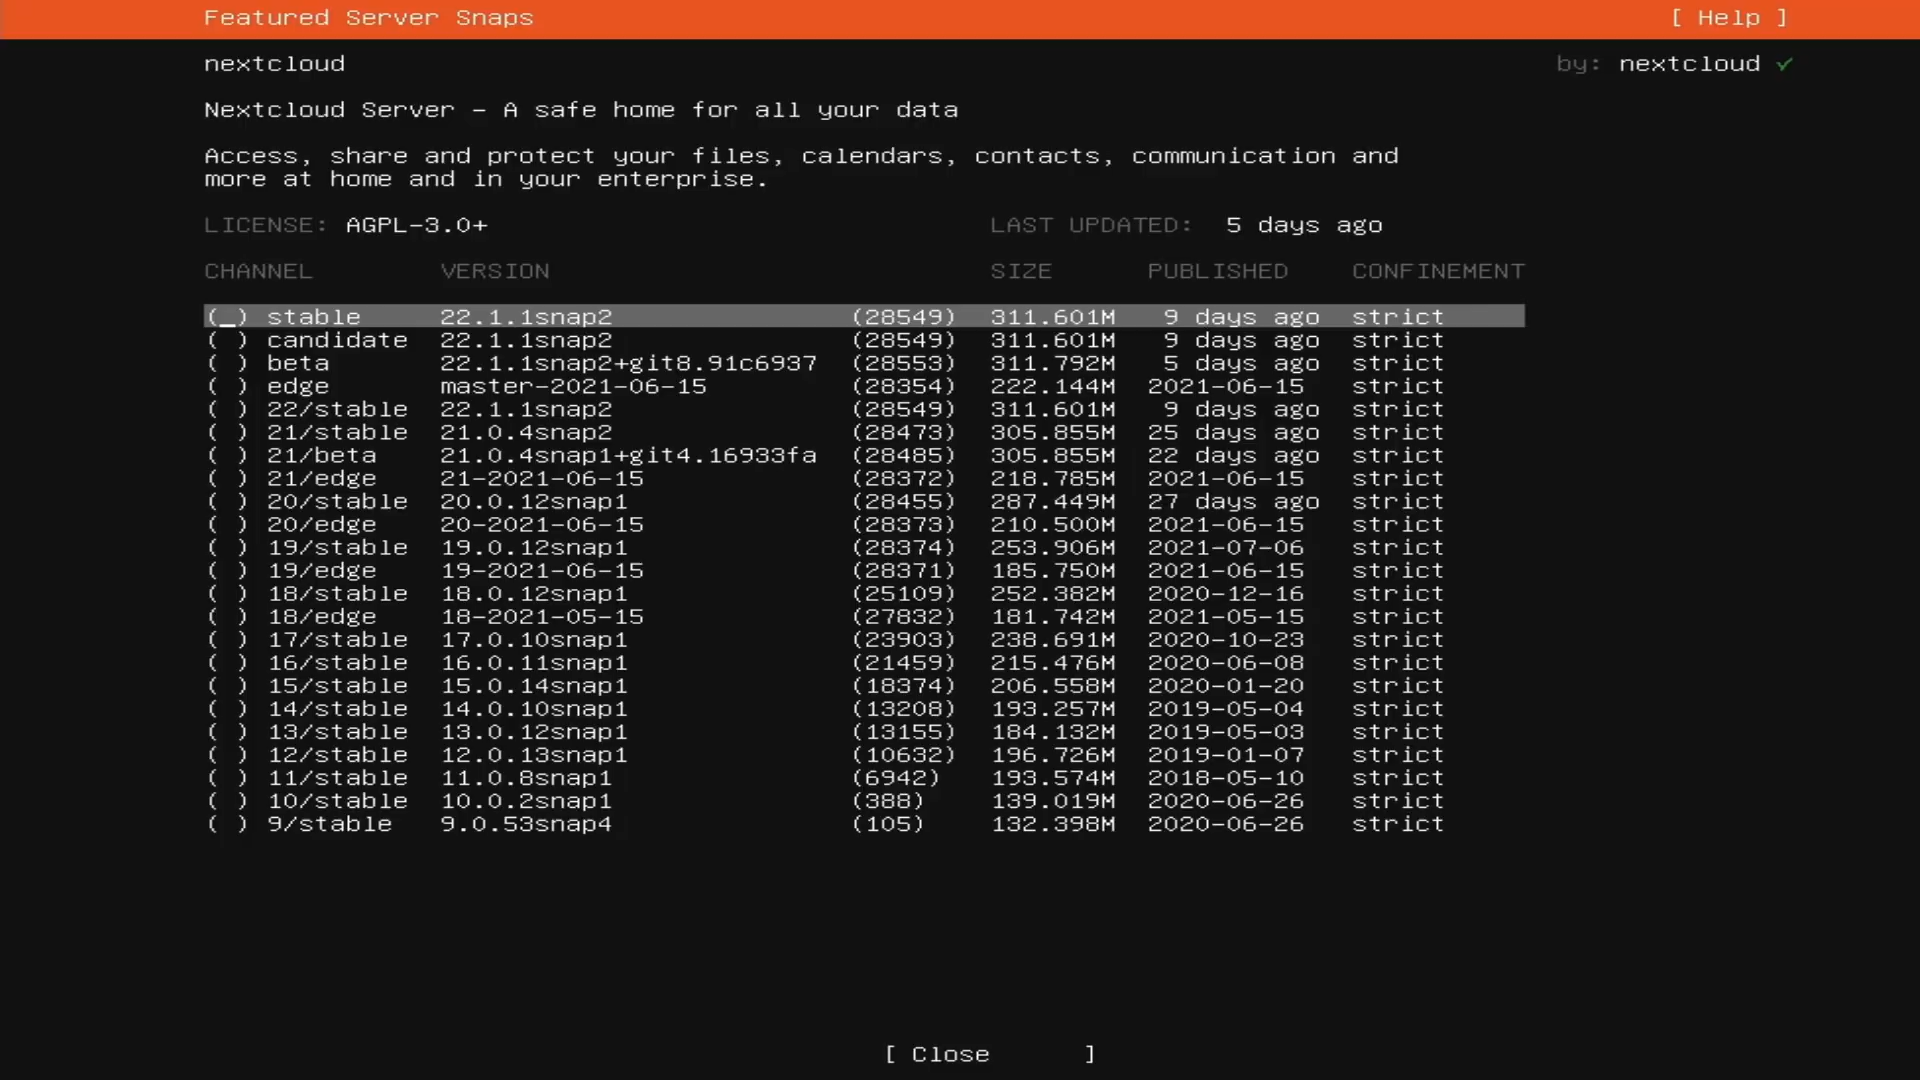 Featured Server Snaps [ Help ]
nextcloud by: nextcloud ✓
Nextcloud Server - A safe home for all your data
Access, share and protect your files, calendars, contacts, communication and
more at home and in your enterprise.
LICENSE: AGPL-3.0+ LAST UPDATED: 5 days ago
CHANNEL VERSION SIZE PUBLISHED CONFINEMENT
(_) stable 22.1.1snap2 (28549) 311.601M 9 days ago strict
( ) candidate 22.1.1snap2 (28549) 311.601M 9 days ago strict
( ) beta 22.1.1snap2+git8.91c6937 (28553) 311.792M 5 days ago strict
( ) edge master-2021-06-15 (28354) 222.144M 2021-06-15 strict
( ) 22/stable 22.1.1snap2 (28549) 311.601M 9 days ago strict
( ) 21/stable 21.0.4snap2 (28473) 305.855M 25 days ago strict
( ) 21/beta 21.0.4snap1+git4.16933fa (28485) 305.855M 22 days ago strict
( ) 21/edge 21-2021-06-15 (28372) 218.785M 2021-06-15 strict
( ) 20/stable 20.0.12snap1 (28455) 287.449M 27 days ago strict
( ) 20/edge 20-2021-06-15 (28373) 210.500M 2021-06-15 strict
( ) 19/stable 19.0.12snap1 (28374) 253.906M 2021-07-06 strict
( ) 19/edge 19-2021-06-15 (28371) 185.750M 2021-06-15 strict
( ) 18/stable 18.0.12snap1 (25109) 252.382M 2020-12-16 strict
( ) 18/edge 18-2021-05-15 (27832) 181.742M 2021-05-15 strict
( ) 17/stable 17.0.10snap1 (23903) 238.691M 2020-10-23 strict
( ) 16/stable 16.0.11snap1 (21459) 215.476M 2020-06-08 strict
( ) 15/stable 15.0.14snap1 (18374) 206.558M 2020-01-20 strict
( ) 14/stable 14.0.10snap1 (13208) 193.257M 2019-05-04 strict
( ) 13/stable 13.0.12snap1 (13155) 184.132M 2019-05-03 strict
( ) 12/stable 12.0.13snap1 (10632) 196.726M 2019-01-07 strict
( ) 11/stable 11.0.8snap1 (6942) 193.574M 2018-05-10 strict
( ) 10/stable 10.0.2snap1 (388) 139.019M 2020-06-26 strict
( ) 9/stable 9.0.53snap4 (105) 132.398M 2020-06-26 strict
[ Close ]